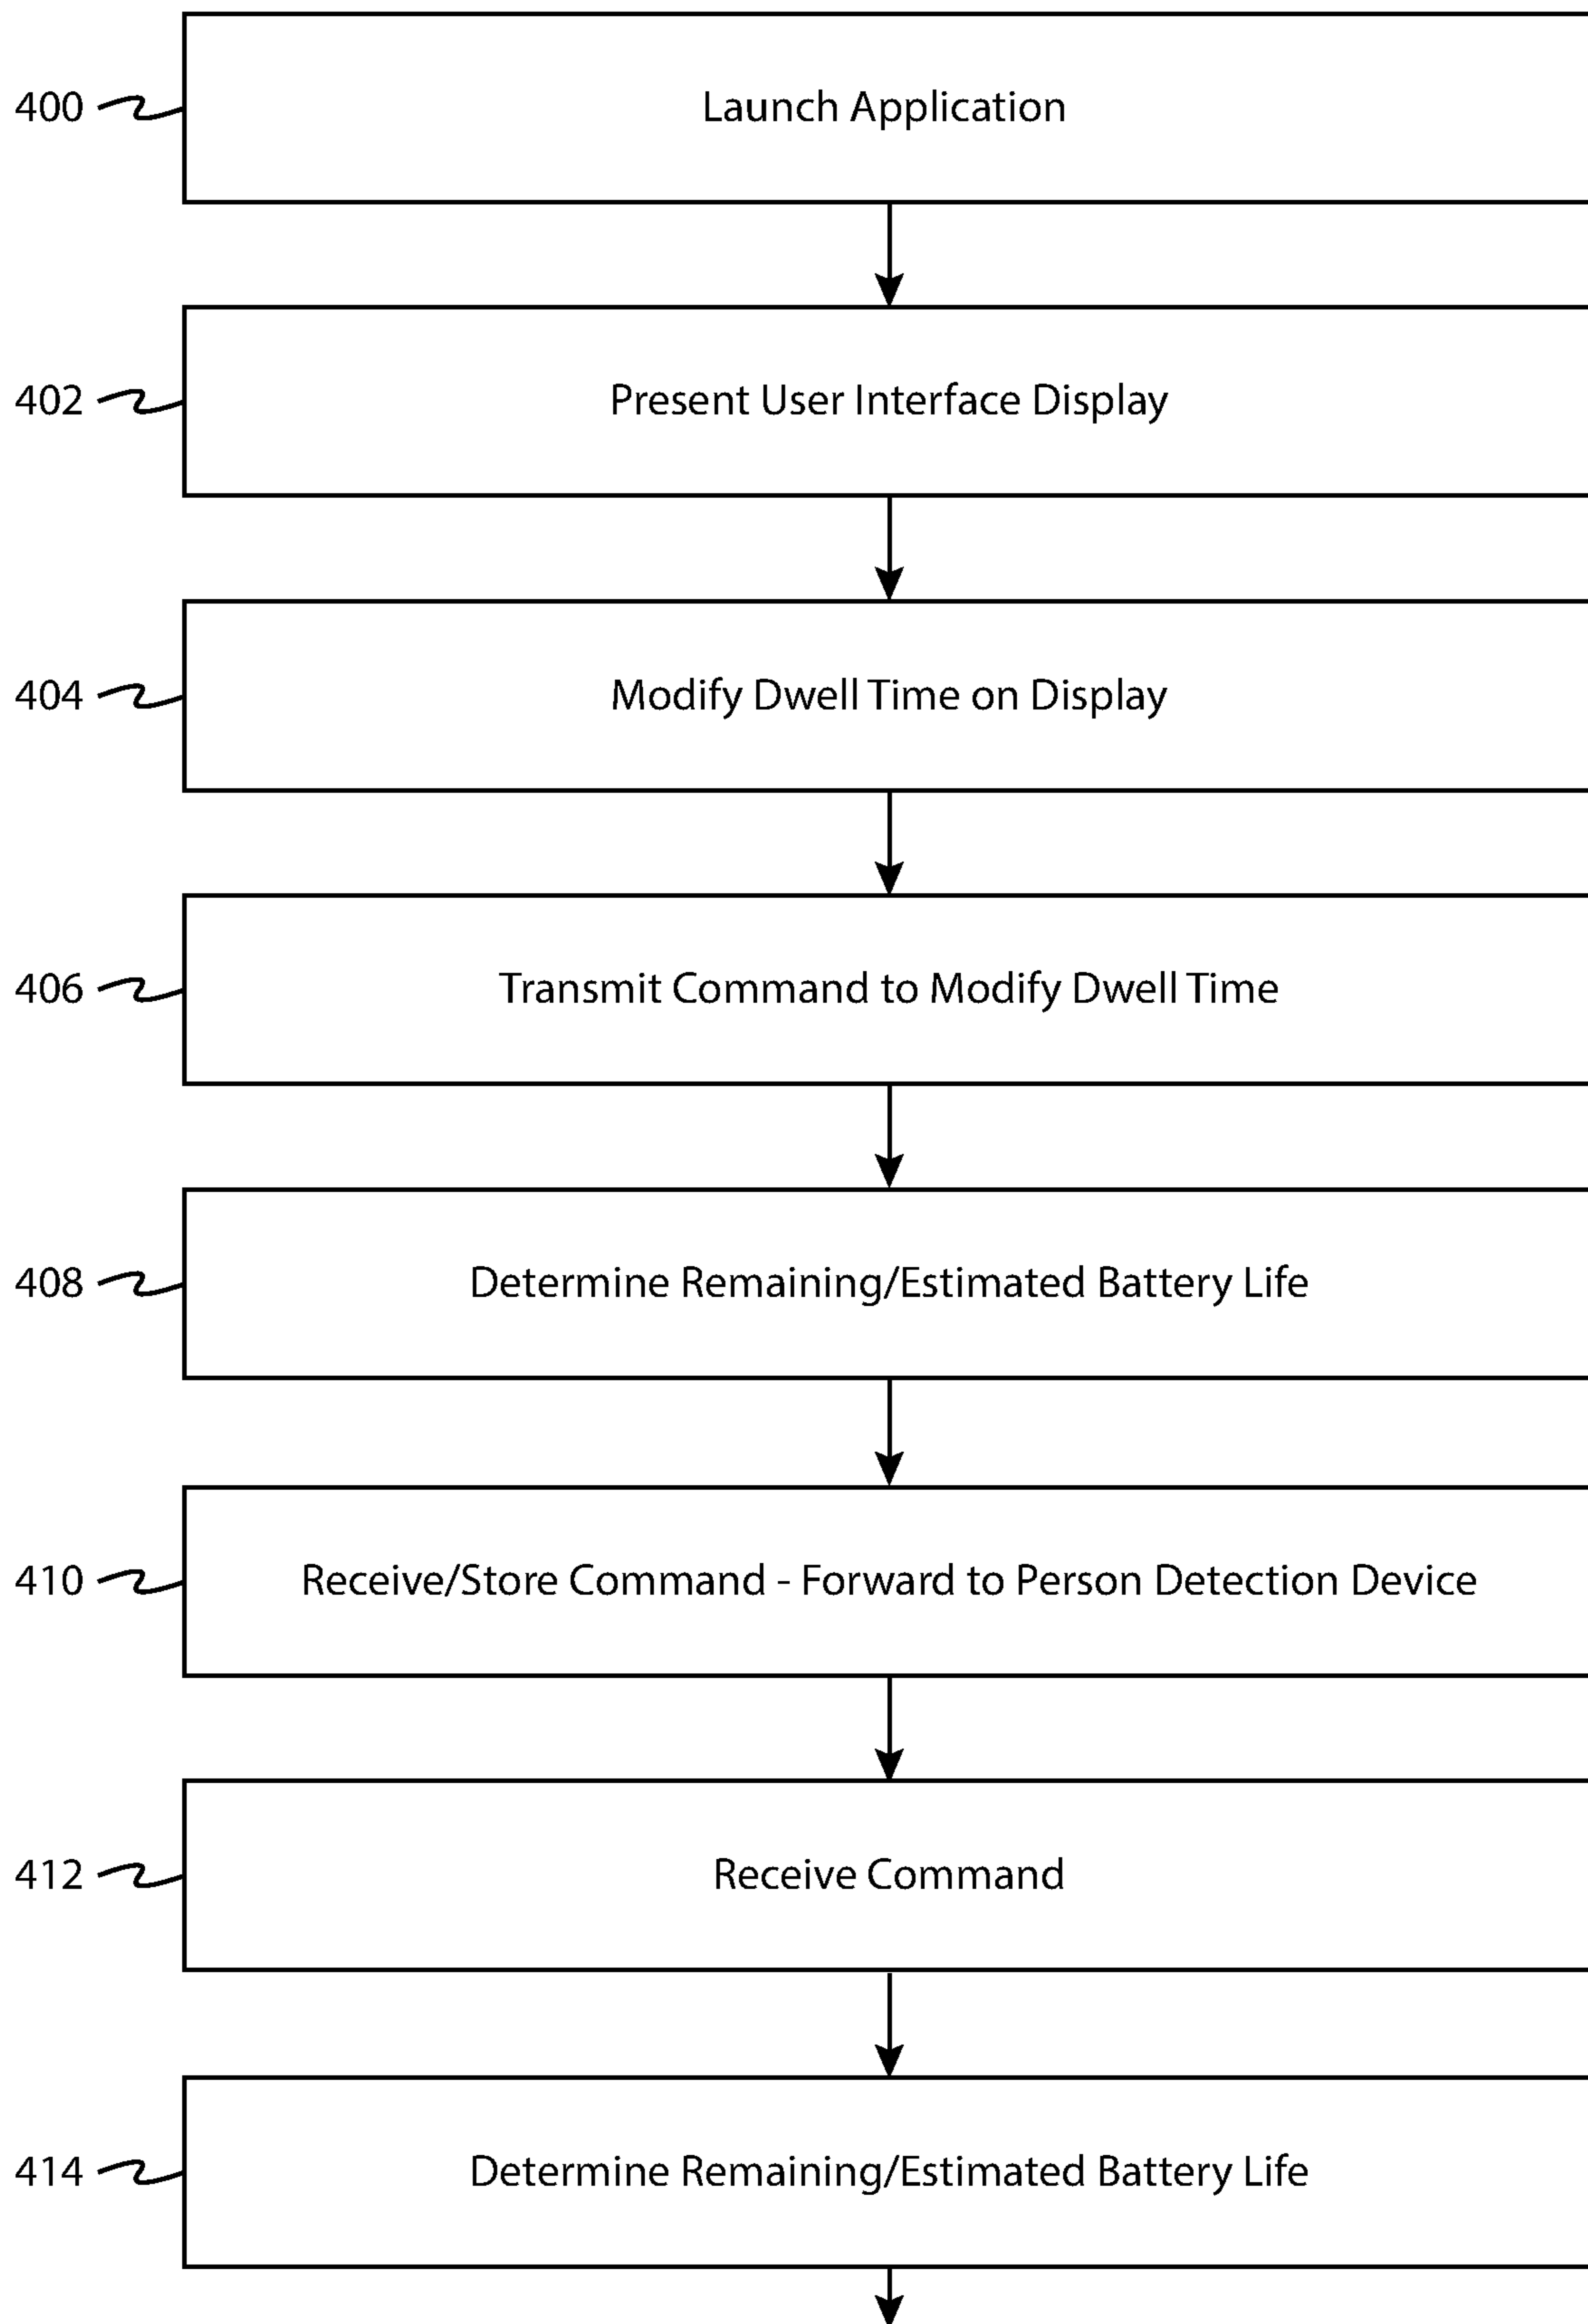 400 Launch Application
402 Present User Interface Display
404 Modify Dwell Time on Display
406 Transmit Command to Modify Dwell Time
408 Determine Remaining/Estimated Battery Life
410 Receive/Store Command - Forward to Person Detection Device
412 Receive Command
414 Determine Remaining/Estimated Battery Life